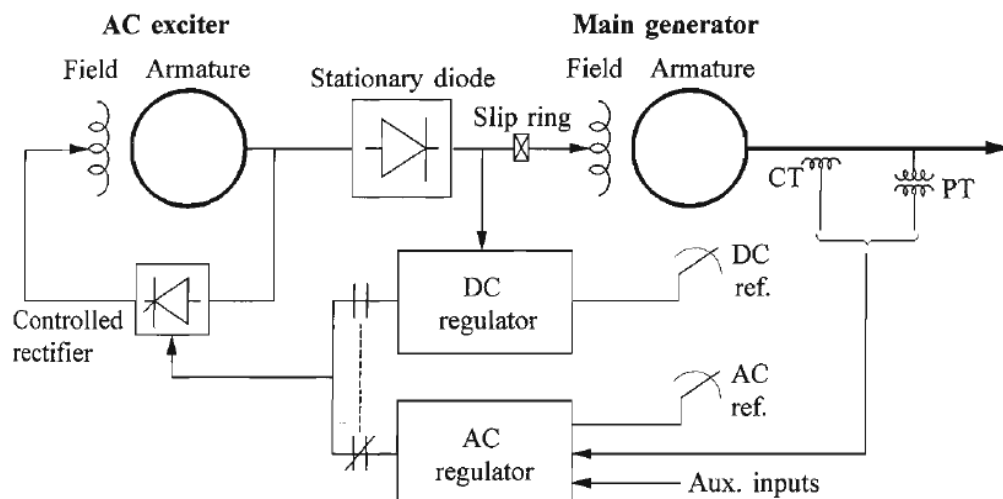 AC exciter
Main generator
Field
Armature
Stationary diode
Field
Armature
Slip ring
CT
PT
DC
regulator
DC
ref.
Controlled
rectifier
AC
regulator
AC
ref.
Aux. inputs